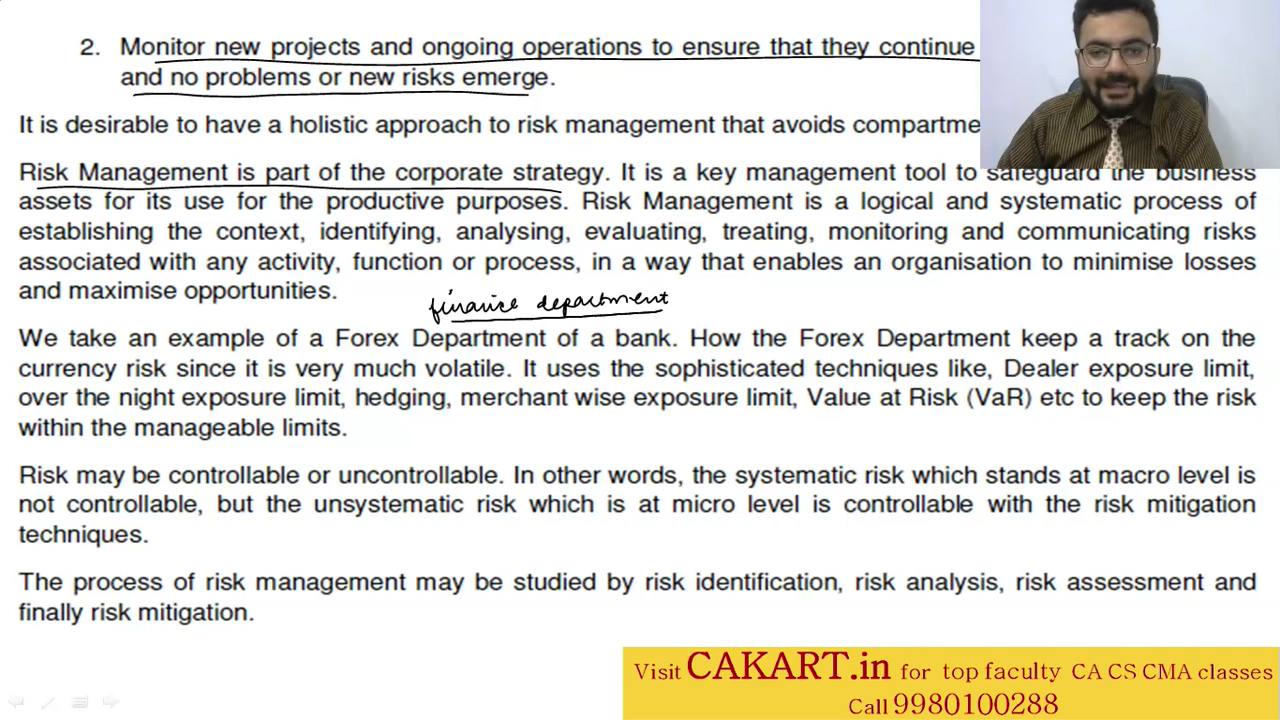 2. Monitor new projects and ongoing operations to ensure that they continue
and no problems or new risks emerge.
It is desirable to have a holistic approach to risk management that avoids compartme
Risk Management is part of the corporate strategy. It is a key management tool to safeguard the business
assets for its use for the productive purposes. Risk Management is a logical and systematic process of
establishing the context, identifying, analysing, evaluating, treating, monitoring and communicating risks
associated with any activity, function or process, in a way that enables an organisation to minimise losses
and maximise opportunities.
finance department
We take an example of a Forex Department of a bank. How the Forex Department keep a track on the
currency risk since it is very much volatile. It uses the sophisticated techniques like, Dealer exposure limit,
over the night exposure limit, hedging, merchant wise exposure limit, Value at Risk (VaR) etc to keep the risk
within the manageable limits.
Risk may be controllable or uncontrollable. In other words, the systematic risk which stands at macro level is
not controllable, but the unsystematic risk which is at micro level is controllable with the risk mitigation
techniques.
The process of risk management may be studied by risk identification, risk analysis, risk assessment and
finally risk mitigation.
Visit CAKART.in for top faculty CA CS CMA classes
Call 9980100288